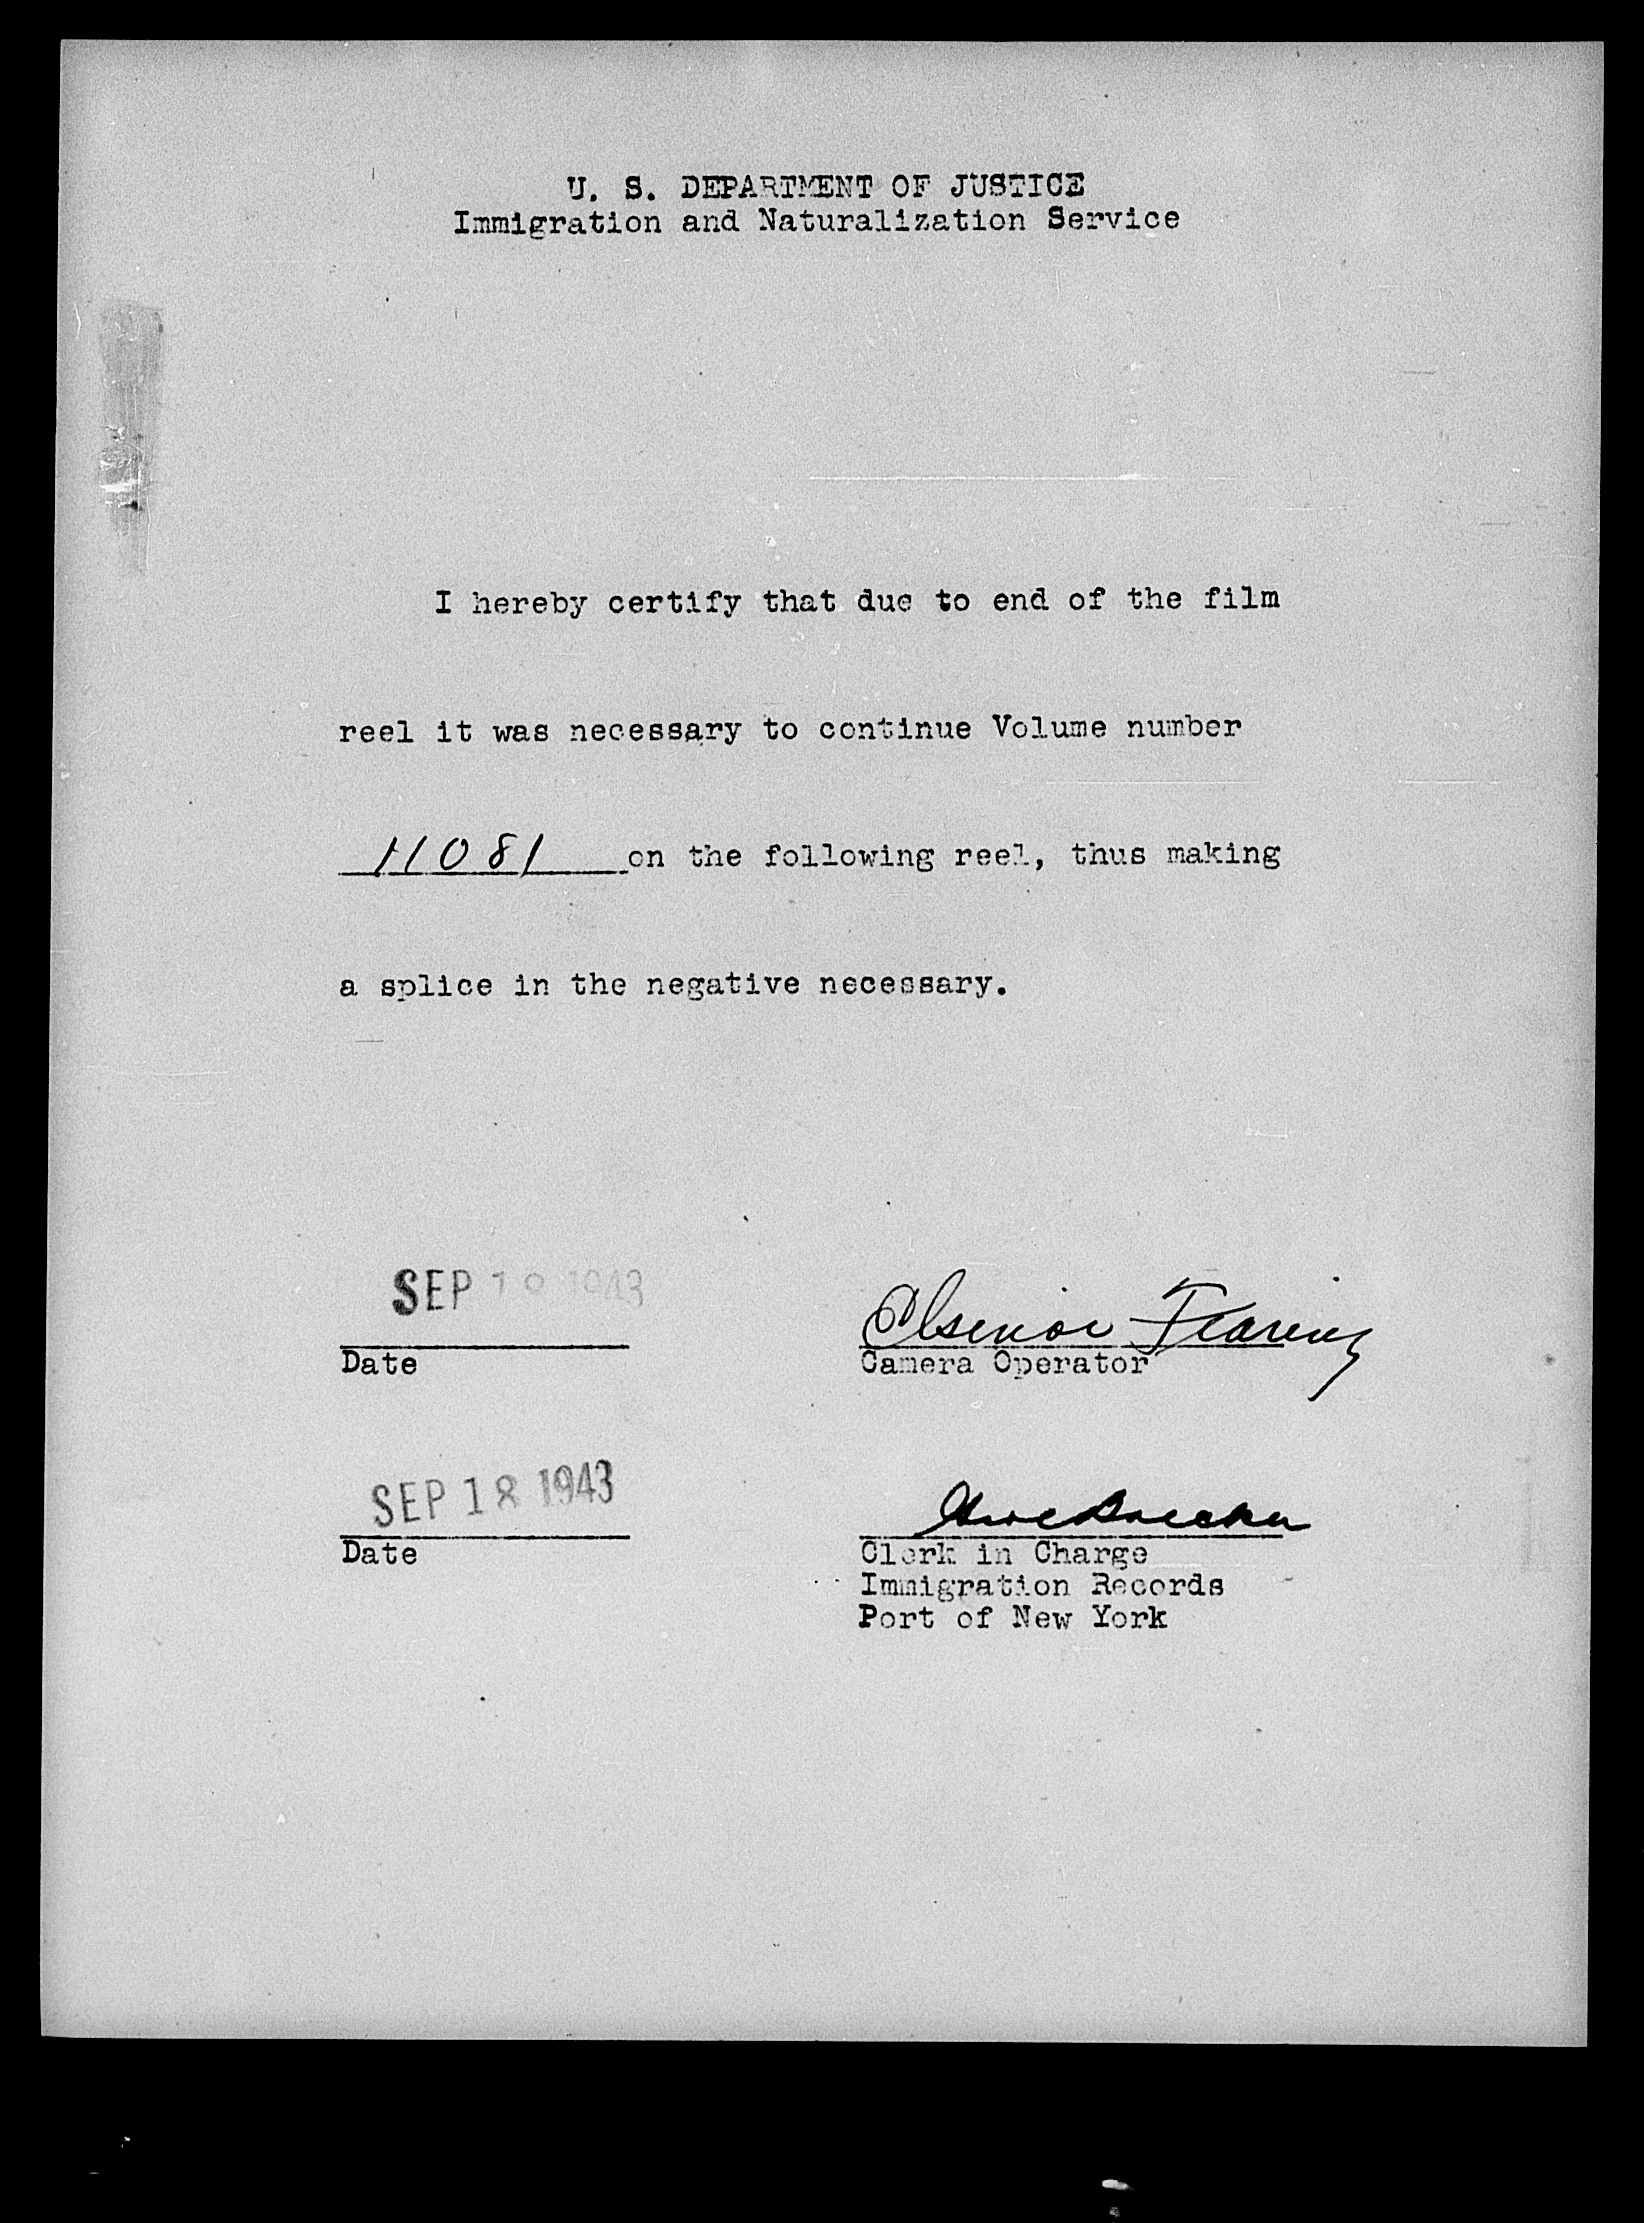 U. S. DEPARTMENT OF JUSTICE
Immigration and Naturalization Service
I hereby certify that due to end of the film
reel it was necessary to continue Volume number
11081 on the following reel, thus making
a splice in the negative necessary.
SEP 18 1943
Date
Camera Operator
SEP 18 1943
Date
Clerk in Charge
Immigration Records
Port of New York